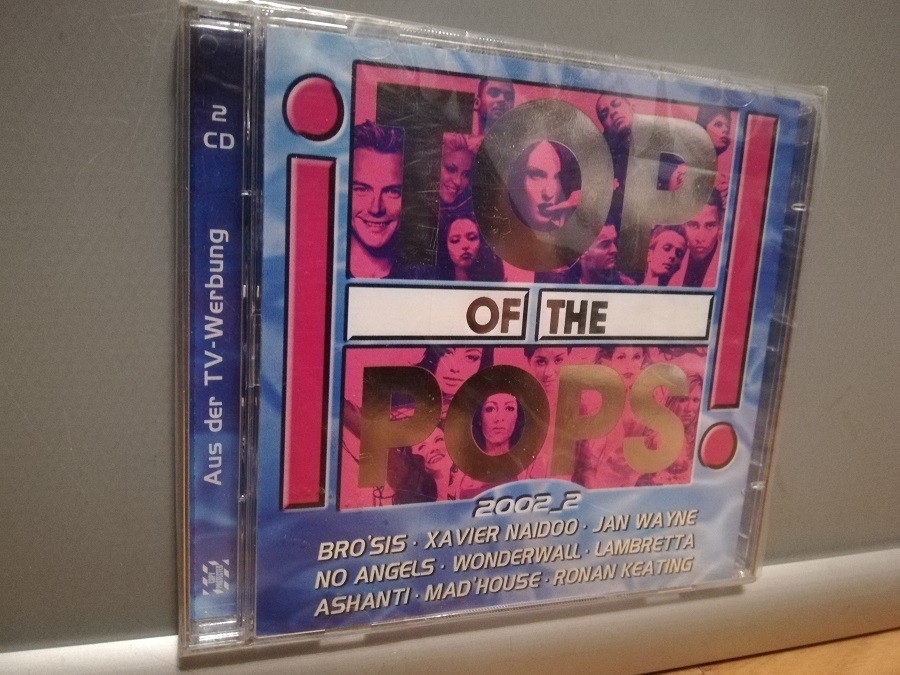 2 CD
Aus der TV-Werbung
TOP
OF THE
POPS
2002_2
BRO'SIS · XAVIER NAIDOO · JAN WAYNE
NO ANGELS · WONDERWALL · LAMBRETTA
ASHANTI · MAD'HOUSE · RONAN KEATING